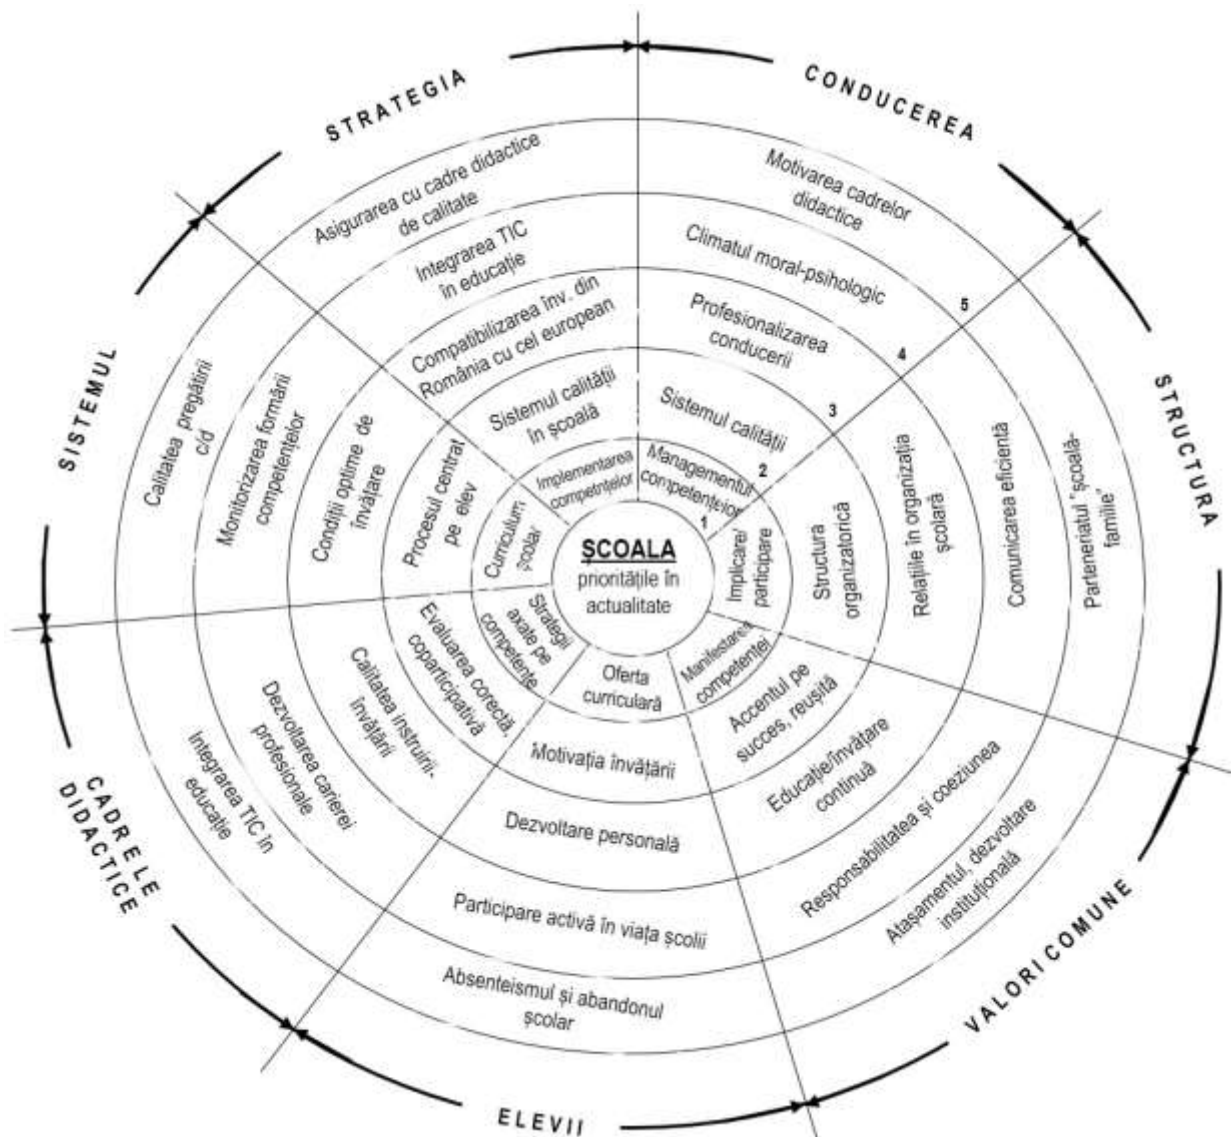 ȘCOALA
prioritățile în
actualitate
CONDUCEREA
Motivarea cadrelor
didactice
Climatul moral-psihologic
Profesionalizarea
conducerii
Sistemul calității
Managementul
competențelor
1
2
3
4
5
STRUCTURA
Implicare/
participare
Structura
organizatorică
Relațiile în organizația
școlară
Comunicarea eficientă
Parteneriatul "școală-
familie"
VALORI COMUNE
Manifestarea
competenței
Accentul pe
succes, reușită
Educație/învățare
continuă
Responsabilitatea și coeziunea
Atașamentul, dezvoltare
instituțională
ELEVII
Oferta
curriculară
Motivația învățării
Dezvoltare personală
Participare activă în viața școlii
Absenteismul și abandonul
școlar
CADRELE
DIDACTICE
Strategii
axate pe
competențe
Evaluarea corectă,
coparticipativă
Calitatea instruirii-
învățării
Dezvoltarea carierei
profesionale
Integrarea TIC în
educație
SISTEMUL
Curriculum
școlar
Procesul centrat
pe elev
Condiții optime de
învățare
Monitorizarea formării
competențelor
Calitatea pregătirii
c/d
STRATEGIA
Asigurarea cu cadre didactice
de calitate
Integrarea TIC
în educație
Compatibilizarea înv. din
România cu cel european
Sistemul calității
în școală
Implementarea
competnțelor